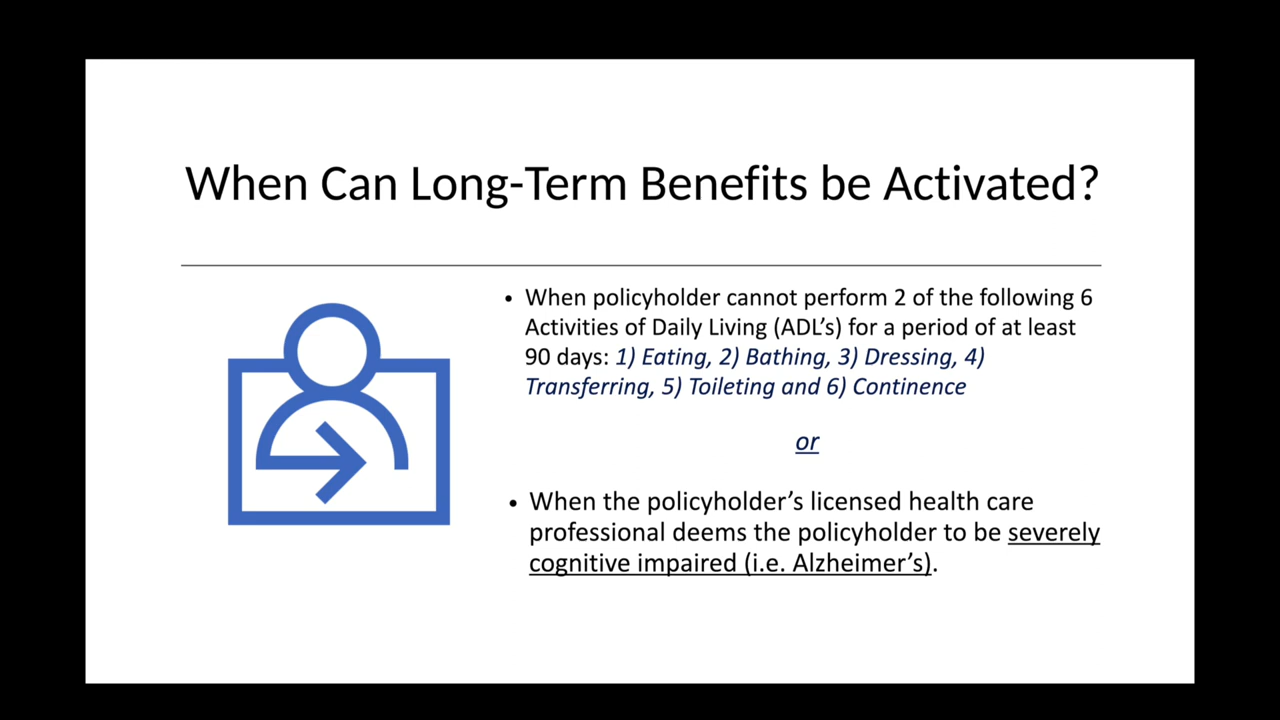 When Can Long-Term Benefits be Activated?
• When policyholder cannot perform 2 of the following 6
Activities of Daily Living (ADL’s) for a period of at least
90 days: 1) Eating, 2) Bathing, 3) Dressing, 4)
Transferring, 5) Toileting and 6) Continence
or
• When the policyholder’s licensed health care
professional deems the policyholder to be severely
cognitive impaired (i.e. Alzheimer’s).